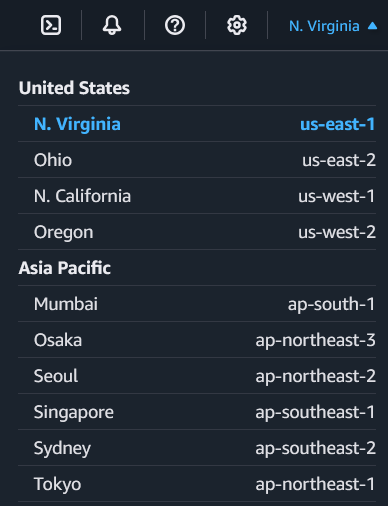 N. Virginia
United States
N. Virginia us-east-1
Ohio us-east-2
N. California us-west-1
Oregon us-west-2
Asia Pacific
Mumbai ap-south-1
Osaka ap-northeast-3
Seoul ap-northeast-2
Singapore ap-southeast-1
Sydney ap-southeast-2
Tokyo ap-northeast-1